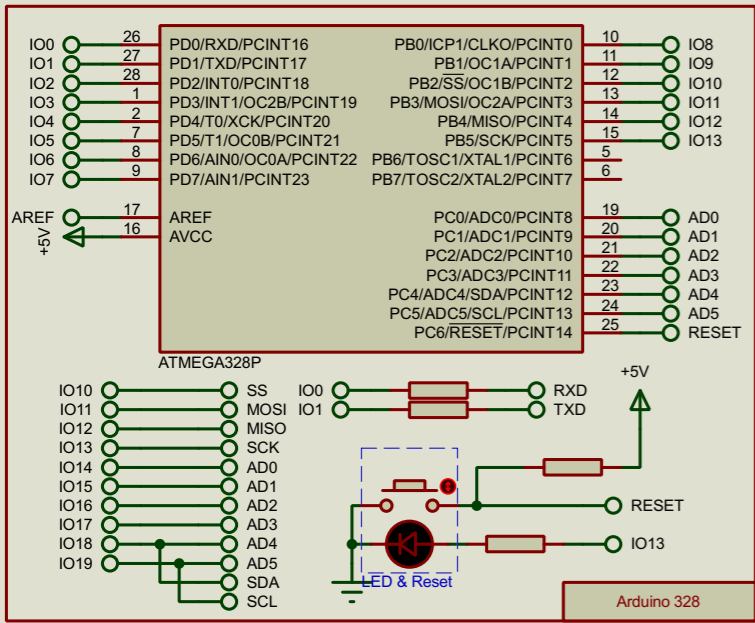 IO0 26 PD0/RXD/PCINT16 PB0/ICP1/CLKO/PCINT0 10 IO8
IO1 27 PD1/TXD/PCINT17 PB1/OC1A/PCINT1 11 IO9
IO2 28 PD2/INT0/PCINT18 PB2/SS/OC1B/PCINT2 12 IO10
IO3 1 PD3/INT1/OC2B/PCINT19 PB3/MOSI/OC2A/PCINT3 13 IO11
IO4 2 PD4/T0/XCK/PCINT20 PB4/MISO/PCINT4 14 IO12
IO5 7 PD5/T1/OC0B/PCINT21 PB5/SCK/PCINT5 15 IO13
IO6 8 PD6/AIN0/OC0A/PCINT22 PB6/TOSC1/XTAL1/PCINT6 5
IO7 9 PD7/AIN1/PCINT23 PB7/TOSC2/XTAL2/PCINT7 6
AREF 17 AREF PC0/ADC0/PCINT8 19 AD0
+5V 16 AVCC PC1/ADC1/PCINT9 20 AD1
PC2/ADC2/PCINT10 21 AD2
PC3/ADC3/PCINT11 22 AD3
PC4/ADC4/SDA/PCINT12 23 AD4
PC5/ADC5/SCL/PCINT13 24 AD5
PC6/RESET/PCINT14 25 RESET
ATMEGA328P
+5V
IO10 SS IO0 RXD
IO11 MOSI IO1 TXD
IO12 MISO
IO13 SCK
IO14 AD0
IO15 AD1
IO16 AD2 RESET
IO17 AD3
IO18 AD4 IO13
IO19 AD5
SDA LED & Reset
SCL Arduino 328